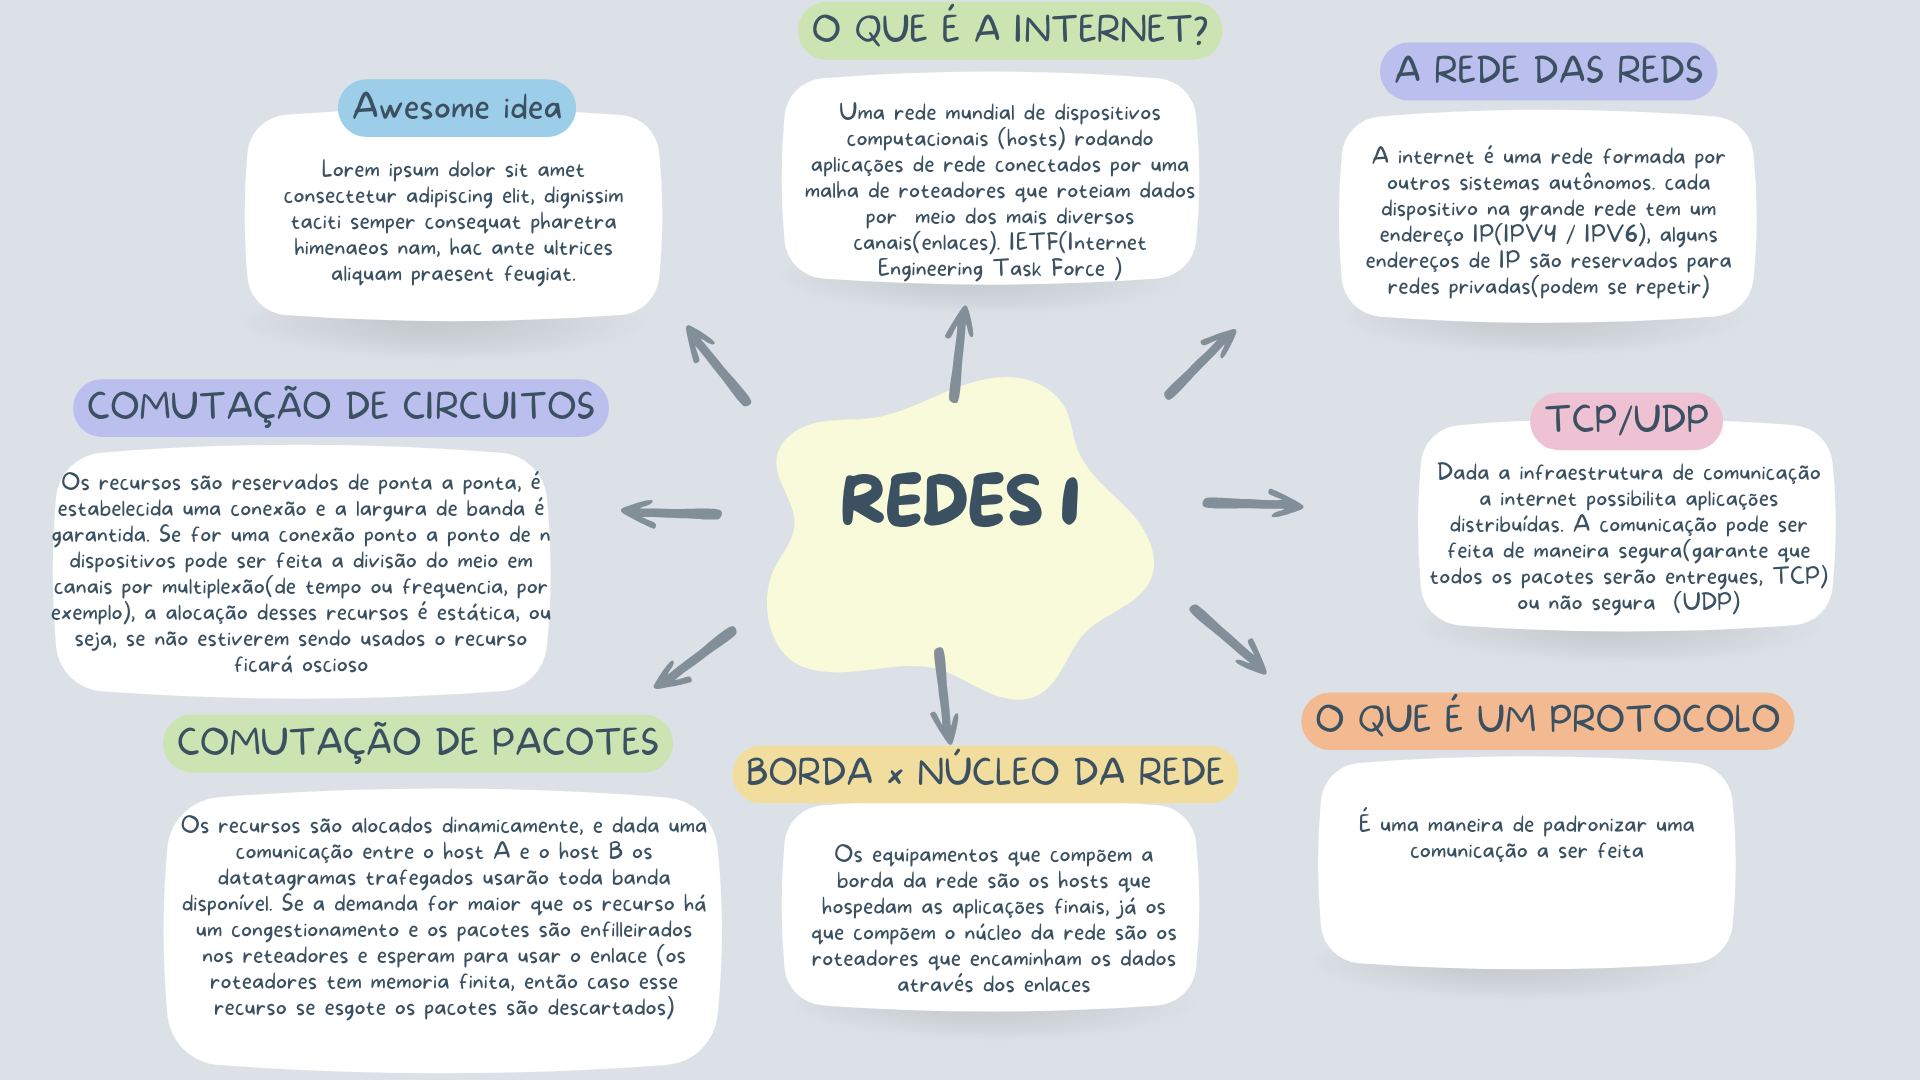 O QUE É A INTERNET?
Uma rede mundial de dispositivos
computacionais (hosts) rodando
aplicações de rede conectados por uma
malha de roteadores que roteiam dados
por meio dos mais diversos
canais(enlaces). IETF(Internet
Engineering Task Force )
A REDE DAS REDS
A internet é uma rede formada por
outros sistemas autônomos. cada
dispositivo na grande rede tem um
endereço IP(IPV4 / IPV6), alguns
endereços de IP são reservados para
redes privadas(podem se repetir)
Awesome idea
Lorem ipsum dolor sit amet
consectetur adipiscing elit, dignissim
taciti semper consequat pharetra
himenaeos nam, hac ante ultrices
aliquam praesent feugiat.
COMUTAÇÃO DE CIRCUITOS
Os recursos são reservados de ponta a ponta, é
estabelecida uma conexão e a largura de banda é
garantida. Se for uma conexão ponto a ponto de n
dispositivos pode ser feita a divisão do meio em
canais por multiplexão(de tempo ou frequencia, por
exemplo), a alocação desses recursos é estática, ou
seja, se não estiverem sendo usados o recurso
ficará oscioso
REDES 1
TCP/UDP
Dada a infraestrutura de comunicação
a internet possibilita aplicações
distribuídas. A comunicação pode ser
feita de maneira segura(garante que
todos os pacotes serão entregues, TCP)
ou não segura (UDP)
COMUTAÇÃO DE PACOTES
Os recursos são alocados dinamicamente, e dada uma
comunicação entre o host A e o host B os
datatagramas trafegados usarão toda banda
disponível. Se a demanda for maior que os recurso há
um congestionamento e os pacotes são enfilleirados
nos reteadores e esperam para usar o enlace (os
roteadores tem memoria finita, então caso esse
recurso se esgote os pacotes são descartados)
BORDA x NÚCLEO DA REDE
Os equipamentos que compõem a
borda da rede são os hosts que
hospedam as aplicações finais, já os
que compõem o núcleo da rede são os
roteadores que encaminham os dados
através dos enlaces
O QUE É UM PROTOCOLO
É uma maneira de padronizar uma
comunicação a ser feita